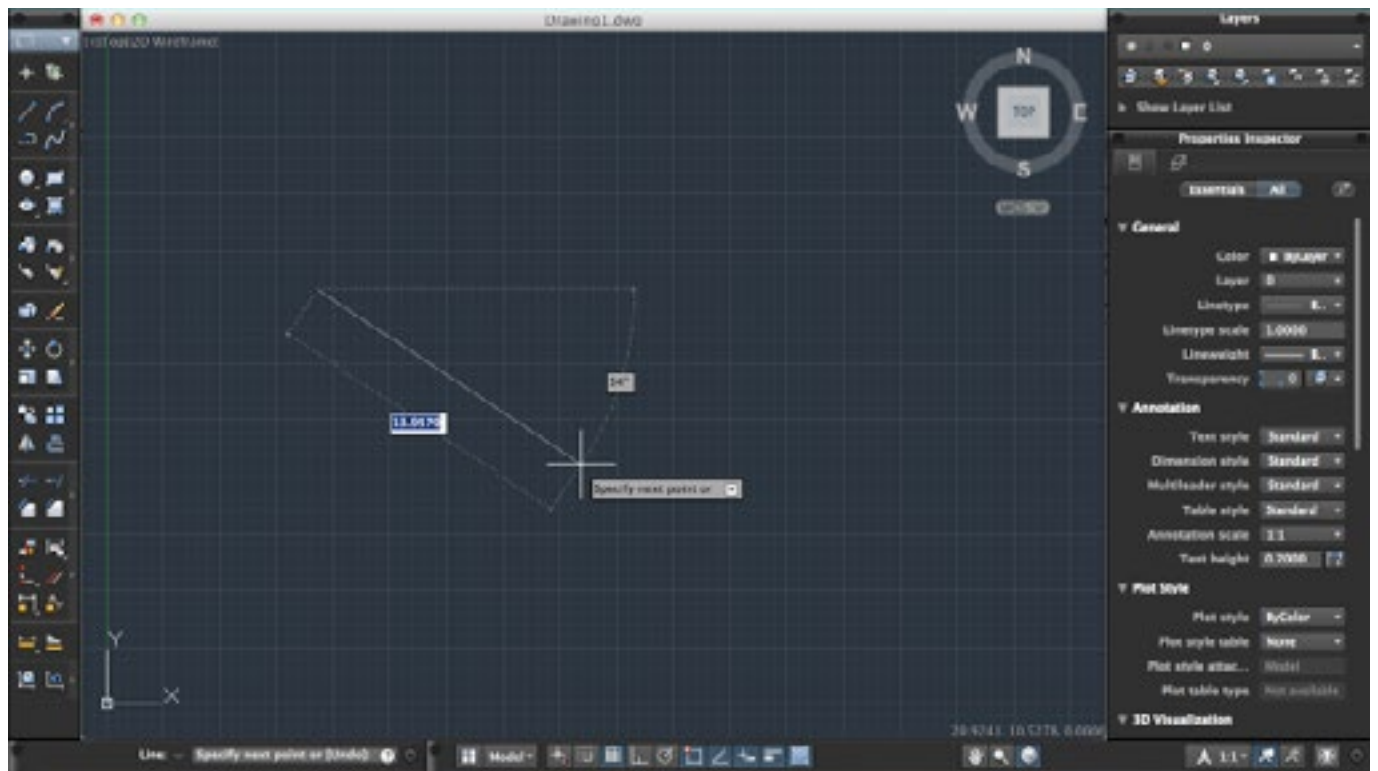 Drawing1.dwg
Layers
0
Show Layer List
Properties Inspector
Essentials All
General
Color ByLayer
Layer 0
Linetype
Linetype scale 1.0000
Lineweight
Transparency 0
Annotation
Text style Standard
Dimension style Standard
Multileader style Standard
Table style Standard
Annotation scale 1:1
Text height 0.2000
Plot Style
Plot style ByColor
Plot style table None
Plot style attac... Model
Plot table type Not available
3D Visualization
N
W TOP E
S
Specify next point or
Y
X
Line: Specify next point or [Undo]:
Model
1:1